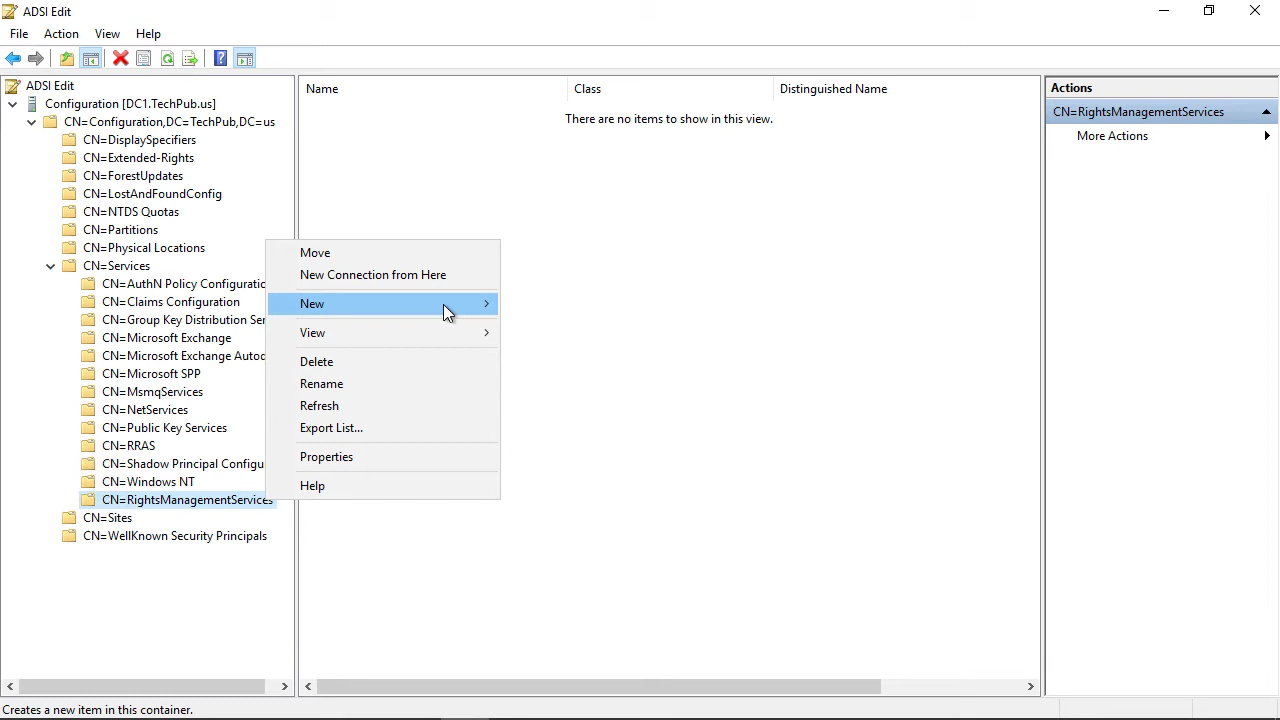 ADSI Edit
File Action View Help
ADSI Edit
Configuration [DC1.TechPub.us]
CN=Configuration,DC=TechPub,DC=us
CN=DisplaySpecifiers
CN=Extended-Rights
CN=ForestUpdates
CN=LostAndFoundConfig
CN=NTDS Quotas
CN=Partitions
CN=Physical Locations
CN=Services
CN=AuthN Policy Configuratio
CN=Claims Configuration
CN=Group Key Distribution Ser
CN=Microsoft Exchange
CN=Microsoft Exchange Autod
CN=Microsoft SPP
CN=MsmqServices
CN=NetServices
CN=Public Key Services
CN=RRAS
CN=Shadow Principal Configu
CN=Windows NT
CN=RightsManagementServices
CN=Sites
CN=WellKnown Security Principals
Move
New Connection from Here
New
View
Delete
Rename
Refresh
Export List...
Properties
Help
Name Class Distinguished Name
There are no items to show in this view.
Actions
CN=RightsManagementServices
More Actions
Creates a new item in this container.